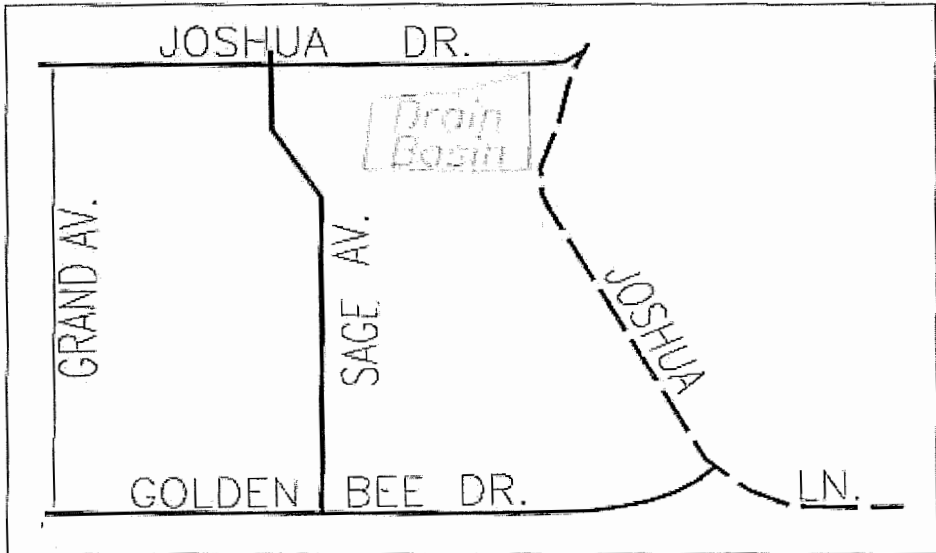 JOSHUA DR.
Drain
Basin
GRAND AV.
SAGE AV.
JOSHUA
LN.
GOLDEN BEE DR.